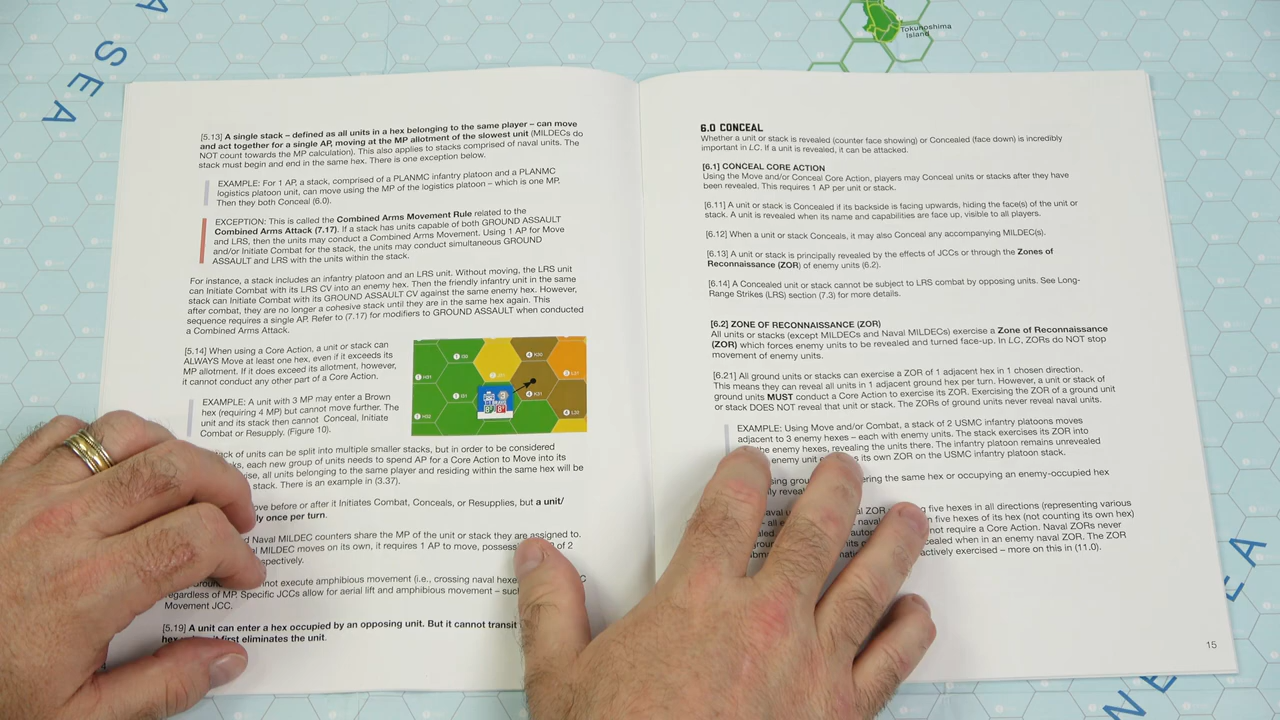 SEA
Tokunoshima
Island
[5.13] A single stack – defined as all units in a hex belonging to the same player – can move
and act together for a single AP, moving at the MP allotment of the slowest unit (MILDECs do
NOT count towards the MP calculation). This also applies to stacks comprised of naval units. The
stack must begin and end in the same hex. There is one exception below.
EXAMPLE: For 1 AP, a stack, comprised of a PLANMC infantry platoon and a PLANMC
logistics platoon unit, can move using the MP of the logistics platoon – which is one MP.
Then they both Conceal (6.0).
EXCEPTION: This is called the Combined Arms Movement Rule related to the
Combined Arms Attack (7.17). If a stack has units capable of both GROUND ASSAULT
and LRS, then the units may conduct a Combined Arms Movement. Using 1 AP for Move
and/or Initiate Combat for the stack, the units may conduct simultaneous GROUND
ASSAULT and LRS with the units within the stack.
For instance, a stack includes an infantry platoon and an LRS unit. Without moving, the LRS unit
can Initiate Combat with its LRS CV into an enemy hex. Then the friendly infantry unit in the same
stack can Initiate Combat with its GROUND ASSAULT CV against the same enemy hex. However,
after combat, they are no longer a cohesive stack until they are in the same hex again. This
sequence requires a single AP. Refer to (7.17) for modifiers to GROUND ASSAULT when conducted
a Combined Arms Attack.
[5.14] When using a Core Action, a unit or stack can
ALWAYS Move at least one hex, even if it exceeds its
MP allotment. If it does exceed its allotment, however,
it cannot conduct any other part of a Core Action.
EXAMPLE: A unit with 3 MP may enter a Brown
hex (requiring 4 MP) but cannot move further. The
unit and its stack then cannot Conceal, Initiate
Combat or Resupply. (Figure 10).
of units can be split into multiple smaller stacks, but in order to be considered
each new group of units needs to spend AP for a Core Action to Move into its
all units belonging to the same player and residing within the same hex will be
stack. There is an example in (3.37).
before or after it Initiates Combat, Conceals, or Resupplies, but a unit/
once per turn.
Naval MILDEC counters share the MP of the unit or stack they are assigned to.
MILDEC moves on its own, it requires 1 AP to move, of 2
execute amphibious movement (i.e., crossing naval
regardless of MP. Specific JCCs allow for aerial lift and amphibious movement –
Movement JCC.
[5.19] A unit can enter a hex occupied by an opposing unit. But it cannot transit
hex first eliminates the unit.
6.0 CONCEAL
Whether a unit or stack is revealed (counter face showing) or Concealed (face down) is incredibly
important in LC. If a unit is revealed, it can be attacked.
[6.1] CONCEAL CORE ACTION
Using the Move and/or Conceal Core Action, players may Conceal units or stacks after they have
been revealed. This requires 1 AP per unit or stack.
[6.11] A unit or stack is Concealed if its backside is facing upwards, hiding the face(s) of the unit or
stack. A unit is revealed when its name and capabilities are face up, visible to all players.
[6.12] When a unit or stack Conceals, it may also Conceal any accompanying MILDEC(s).
[6.13] A unit or stack is principally revealed by the effects of JCCs or through the Zones of
Reconnaissance (ZOR) of enemy units (6.2).
[6.14] A Concealed unit or stack cannot be subject to LRS combat by opposing units. See Long-
Range Strikes (LRS) section (7.3) for more details.
[6.2] ZONE OF RECONNAISSANCE (ZOR)
All units or stacks (except MILDECs and Naval MILDECs) exercise a Zone of Reconnaissance
(ZOR) which forces enemy units to be revealed and turned face-up. In LC, ZORs do NOT stop
movement of enemy units.
[6.21] All ground units or stacks can exercise a ZOR of 1 adjacent hex in 1 chosen direction.
This means they can reveal all units in 1 adjacent ground hex per turn. However, a unit or stack of
ground units MUST conduct a Core Action to exercise its ZOR. Exercising the ZOR of a ground unit
or stack DOES NOT reveal that unit or stack. The ZORs of ground units never reveal naval units.
EXAMPLE: Using Move and/or Combat, a stack of 2 USMC infantry platoons moves
adjacent to 3 enemy hexes – each with enemy units. The stack exercises its ZOR into
the enemy hexes, revealing the units there. The infantry platoon remains unrevealed
enemy unit its own ZOR on the USMC infantry platoon stack.
the same hex or occupying an enemy-occupied hex
ZOR five hexes in all directions (representing various
five hexes of its hex (not counting its own hex)
not require a Core Action. Naval ZORs never
when in an enemy naval ZOR. The ZOR
actively exercised – more on this in (11.0).
15